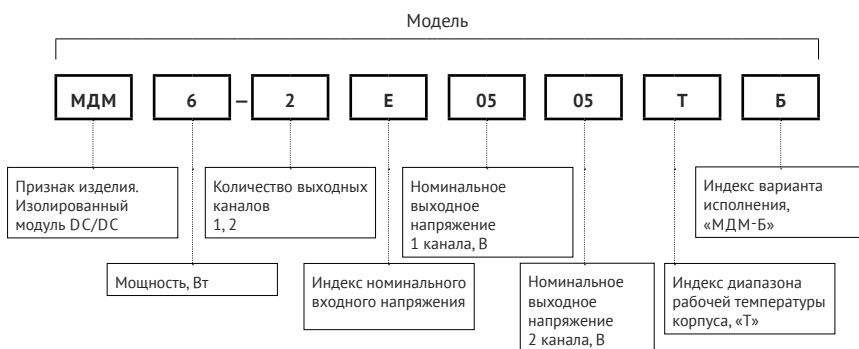 Модель
МДМ 6 – 2 Е 05 05 Т Б
Признак изделия.
Изолированный
модуль DC/DC
Количество выходных
каналов
1, 2
Номинальное
выходное
напряжение
1 канала, В
Индекс варианта
исполнения,
«МДМ-Б»
Мощность, Вт
Индекс номинального
входного напряжения
Номинальное
выходное
напряжение
2 канала, В
Индекс диапазона
рабочей температуры
корпуса, «Т»